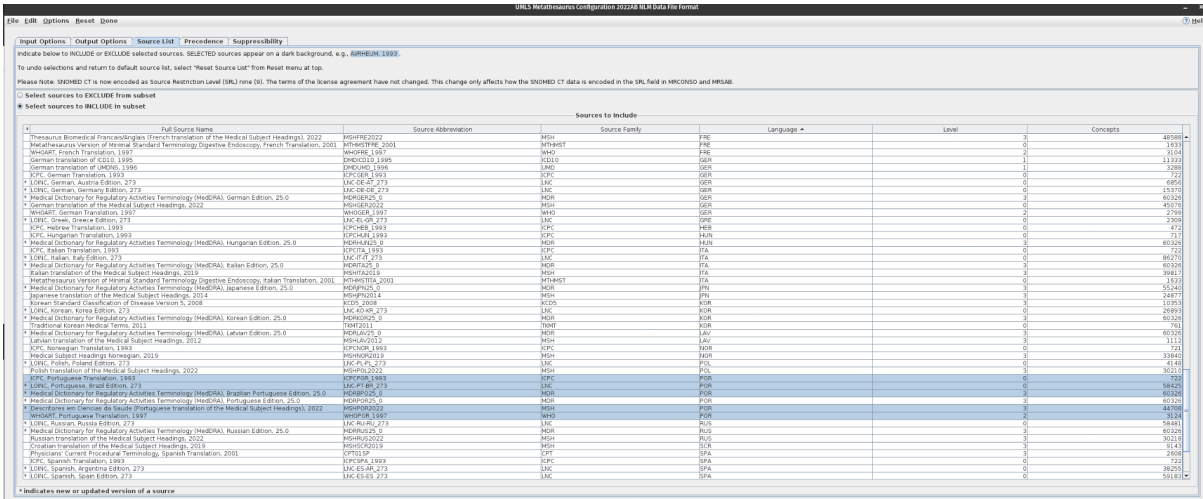 UMLS Metathesaurus Configuration 2022AB NLM Data File Format
File Edit Options Reset Done
Hel
Input Options Output Options Source List Precedence Suppressibility
Indicate below to INCLUDE or EXCLUDE selected sources. SELECTED sources appear on a dark background, e.g., AI/RHEUM, 1993 .
To undo selections and return to default source list, select "Reset Source List" from Reset menu at top.
Please Note: SNOMED CT is now encoded as Source Restriction Level (SRL) nine (9). The terms of the license agreement have not changed. This change only affects how the SNOMED CT data is encoded in the SRL field in MRCONSO and MRSAB.
Select sources to EXCLUDE from subset
Select sources to INCLUDE in subset
Sources to Include
* Full Source Name Source Abbreviation Source Family Language Level Concepts
Thesaurus Biomedical Francais/Anglais (French translation of the Medical Subject Headings), 2022 MSHFRE2022 MSH FRE 3 48588
Metathesaurus Version of Minimal Standard Terminology Digestive Endoscopy, French Translation, 2001 MTHMSTFRE_2001 MTHMST FRE 0 1633
WHOART, French Translation, 1997 WHOFRE_1997 WHO FRE 2 3104
German translation of ICD10, 1995 DMDICD10_1995 ICD10 GER 1 11333
German translation of UMDNS, 1996 DMDUMD_1996 UMD GER 1 3288
ICPC, German Translation, 1993 ICPCGER_1993 ICPC GER 0 722
* LOINC, German, Austria Edition, 273 LNC-DE-AT_273 LNC GER 0 6856
* LOINC, German, Germany Edition, 273 LNC-DE-DE_273 LNC GER 0 15370
* Medical Dictionary for Regulatory Activities Terminology (MedDRA), German Edition, 25.0 MDRGER25_0 MDR GER 3 60326
* German translation of the Medical Subject Headings, 2022 MSHGER2022 MSH GER 3 45076
WHOART, German Translation, 1997 WHOGER_1997 WHO GER 2 2799
* LOINC, Greek, Greece Edition, 273 LNC-EL-GR_273 LNC GRE 0 2309
ICPC, Hebrew Translation, 1993 ICPCHEB_1993 ICPC HEB 0 472
ICPC, Hungarian Translation, 1993 ICPCHUN_1993 ICPC HUN 0 717
* Medical Dictionary for Regulatory Activities Terminology (MedDRA), Hungarian Edition, 25.0 MDRHUN25_0 MDR HUN 3 60326
ICPC, Italian Translation, 1993 ICPCITA_1993 ICPC ITA 0 722
* LOINC, Italian, Italy Edition, 273 LNC-IT-IT_273 LNC ITA 0 86270
* Medical Dictionary for Regulatory Activities Terminology (MedDRA), Italian Edition, 25.0 MDRITA25_0 MDR ITA 3 60326
Italian translation of the Medical Subject Headings, 2019 MSHITA2019 MSH ITA 3 39817
Metathesaurus Version of Minimal Standard Terminology Digestive Endoscopy, Italian Translation, 2001 MTHMSTITA_2001 MTHMST ITA 0 1633
* Medical Dictionary for Regulatory Activities Terminology (MedDRA), Japanese Edition, 25.0 MDRJPN25_0 MDR JPN 3 55240
Japanese translation of the Medical Subject Headings, 2014 MSHJPN2014 MSH JPN 3 24877
Korean Standard Classification of Disease Version 5, 2008 KCD5_2008 KCD5 KOR 0 10353
* LOINC, Korean, Korea Edition, 273 LNC-KO-KR_273 LNC KOR 0 26893
* Medical Dictionary for Regulatory Activities Terminology (MedDRA), Korean Edition, 25.0 MDRKOR25_0 MDR KOR 3 60326
Traditional Korean Medical Terms, 2011 TKMT2011 TKMT KOR 0 761
* Medical Dictionary for Regulatory Activities Terminology (MedDRA), Latvian Edition, 25.0 MDRLAV25_0 MDR LAV 3 60326
Latvian translation of the Medical Subject Headings, 2012 MSHLAV2012 MSH LAV 3 1112
ICPC, Norwegian Translation, 1993 ICPCNOR_1993 ICPC NOR 0 721
Medical Subject Headings Norwegian, 2019 MSHNOR2019 MSH NOR 3 33840
* LOINC, Polish, Poland Edition, 273 LNC-PL-PL_273 LNC POL 0 4148
Polish translation of the Medical Subject Headings, 2022 MSHPOL2022 MSH POL 3 30210
ICPC, Portuguese Translation, 1993 ICPCPOR_1993 ICPC POR 0 722
* LOINC, Portuguese, Brazil Edition, 273 LNC-PT-BR_273 LNC POR 0 58425
* Medical Dictionary for Regulatory Activities Terminology (MedDRA), Brazilian Portuguese Edition, 25.0 MDRBPO25_0 MDR POR 3 60326
* Medical Dictionary for Regulatory Activities Terminology (MedDRA), Portuguese Edition, 25.0 MDRPOR25_0 MDR POR 3 60326
* Descritores em Ciencias da Saude (Portuguese translation of the Medical Subject Headings), 2022 MSHPOR2022 MSH POR 3 44708
WHOART, Portuguese Translation, 1997 WHOPOR_1997 WHO POR 2 3124
* LOINC, Russian, Russia Edition, 273 LNC-RU-RU_273 LNC RUS 0 58481
* Medical Dictionary for Regulatory Activities Terminology (MedDRA), Russian Edition, 25.0 MDRRUS25_0 MDR RUS 3 60326
Russian translation of the Medical Subject Headings, 2022 MSHRUS2022 MSH RUS 3 30218
Croatian translation of the Medical Subject Headings, 2019 MSHSCR2019 MSH SCR 3 9143
Physicians' Current Procedural Terminology, Spanish Translation, 2001 CPT01SP CPT SPA 3 2608
ICPC, Spanish Translation, 1993 ICPCSPA_1993 ICPC SPA 0 722
* LOINC, Spanish, Argentina Edition, 273 LNC-ES-AR_273 LNC SPA 0 38255
* LOINC, Spanish, Spain Edition, 273 LNC-ES-ES_273 LNC SPA 0 59183
* indicates new or updated version of a source